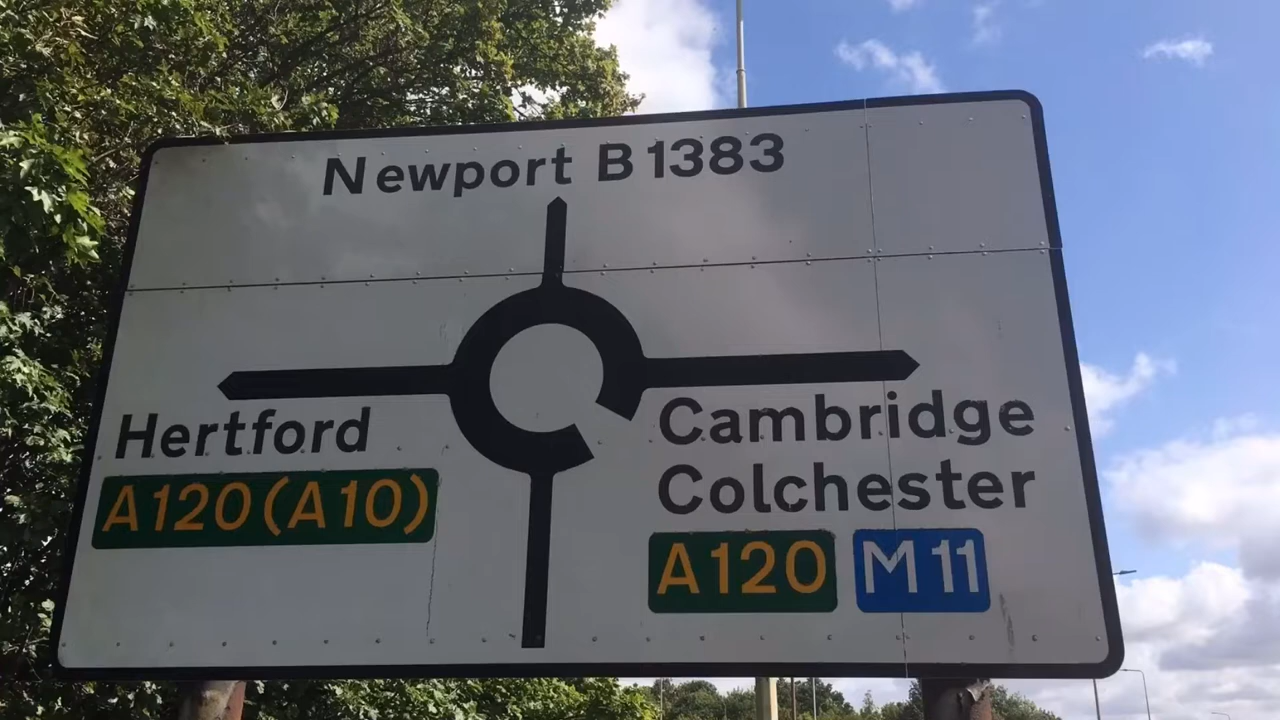 Newport B1383
Hertford
A120(A10)
Cambridge
Colchester
A120 M11